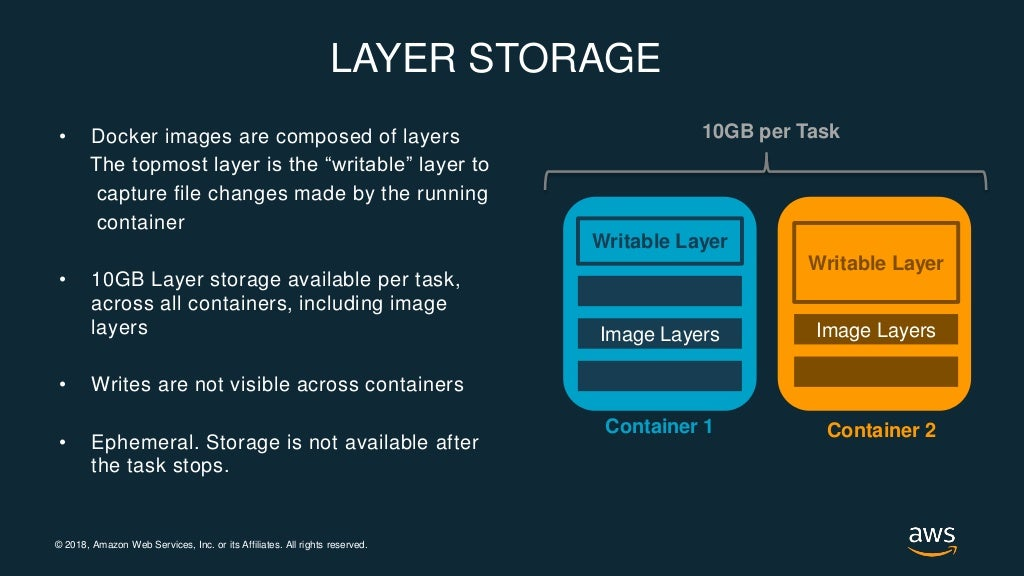 LAYER STORAGE
• Docker images are composed of layers
The topmost layer is the “writable” layer to
capture file changes made by the running
container
• 10GB Layer storage available per task,
across all containers, including image
layers
• Writes are not visible across containers
• Ephemeral. Storage is not available after
the task stops.
10GB per Task
Writable Layer
Image Layers
Container 1
Writable Layer
Image Layers
Container 2
© 2018, Amazon Web Services, Inc. or its Affiliates. All rights reserved.
aws